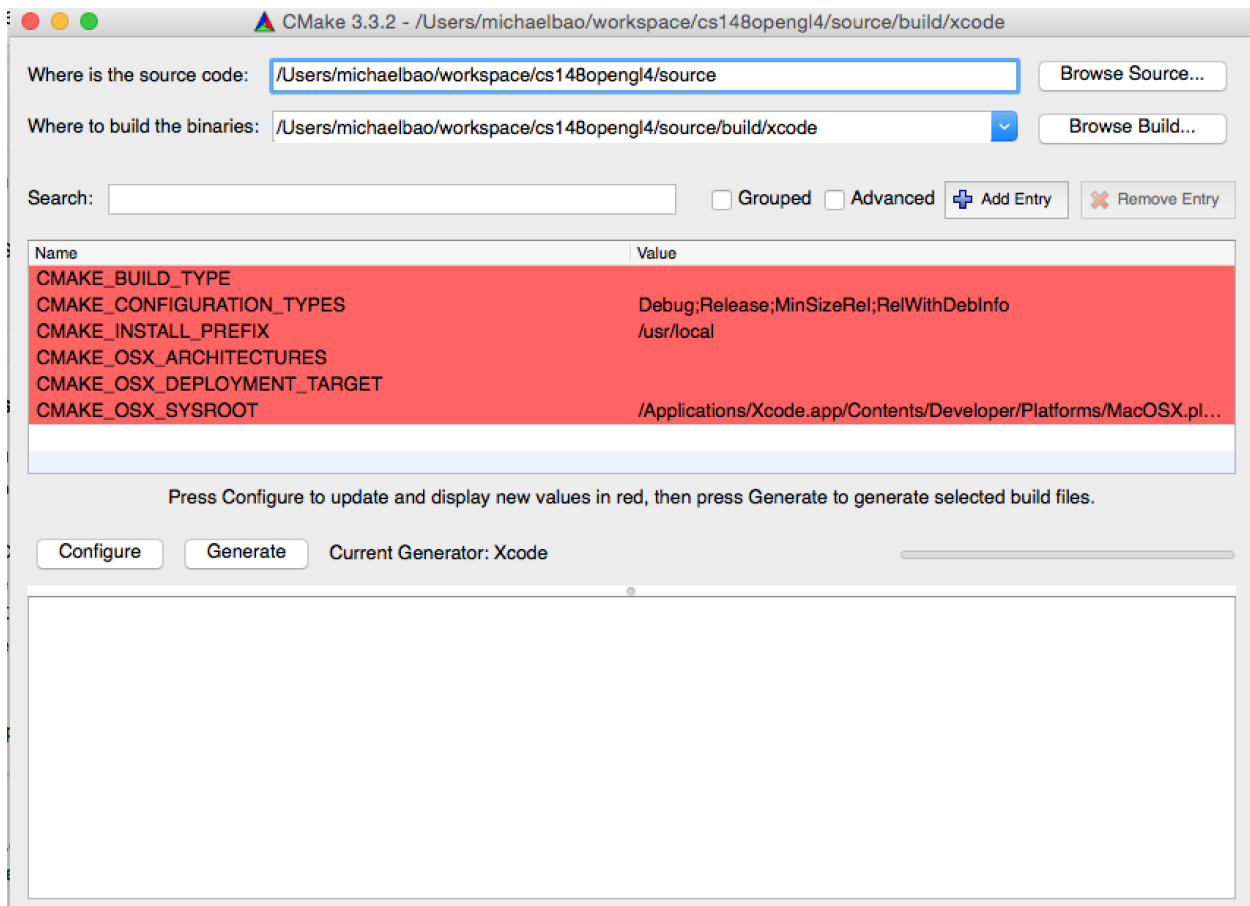 CMake 3.3.2 - /Users/michaelbao/workspace/cs148opengl4/source/build/xcode
Where is the source code: /Users/michaelbao/workspace/cs148opengl4/source Browse Source...
Where to build the binaries: /Users/michaelbao/workspace/cs148opengl4/source/build/xcode Browse Build...
Search: Grouped Advanced Add Entry Remove Entry
Name Value
CMAKE_BUILD_TYPE
CMAKE_CONFIGURATION_TYPES Debug;Release;MinSizeRel;RelWithDebInfo
CMAKE_INSTALL_PREFIX /usr/local
CMAKE_OSX_ARCHITECTURES
CMAKE_OSX_DEPLOYMENT_TARGET
CMAKE_OSX_SYSROOT /Applications/Xcode.app/Contents/Developer/Platforms/MacOSX.pl...
Press Configure to update and display new values in red, then press Generate to generate selected build files.
Configure Generate Current Generator: Xcode